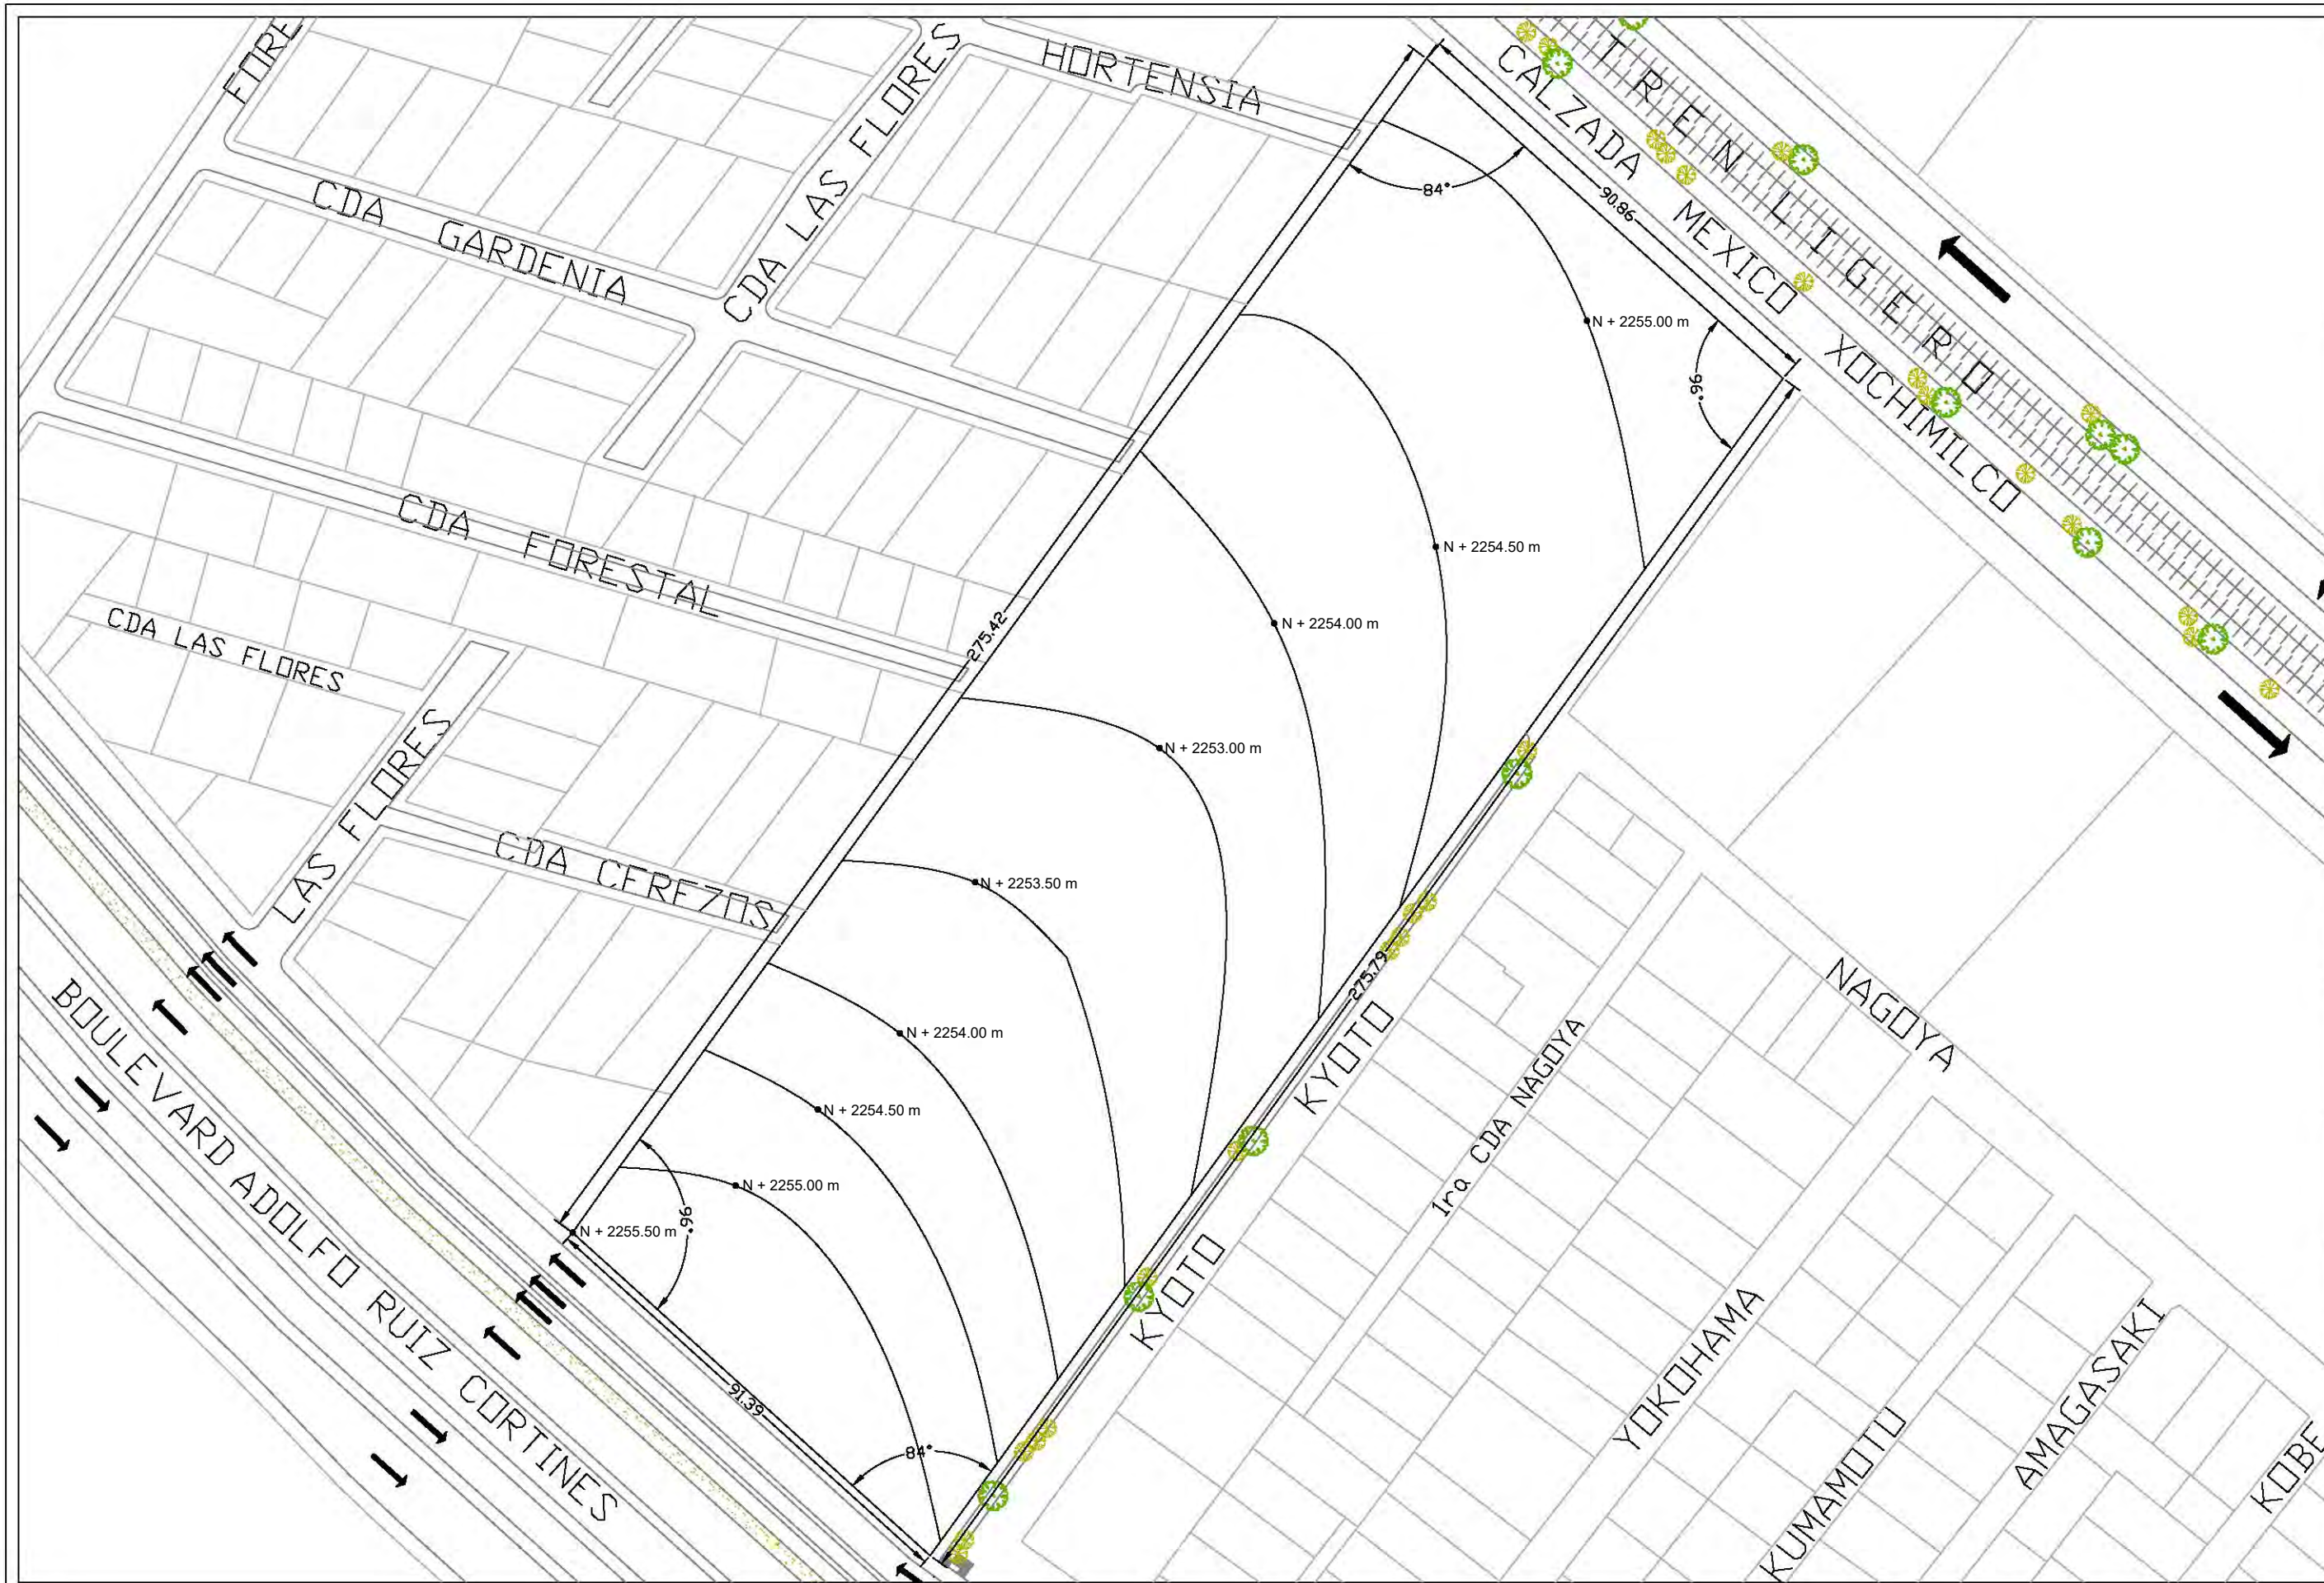 FORE
CDA LAS FLORES
HORTENSIA
CALZADA MEXICO XOCHIMILCO
TREN LIGERO
CDA GARDENIA
84°
90.86
N + 2255.00 m
96°
CDA FORESTAL
N + 2254.50 m
275.42
N + 2254.00 m
CDA LAS FLORES
N + 2253.00 m
LAS FLORES
CDA CEREZOS
N + 2253.50 m
275.79
NAGOYA
N + 2254.00 m
KYOTO
1ra CDA NAGOYA
BOULEVARD ADOLFO RUIZ CORTINES
N + 2254.50 m
N + 2255.00 m
96°
N + 2255.50 m
KYOTO
91.39
84°
YOKOHAMA
KUMAMOTO
AMAGASAKI
KOBE